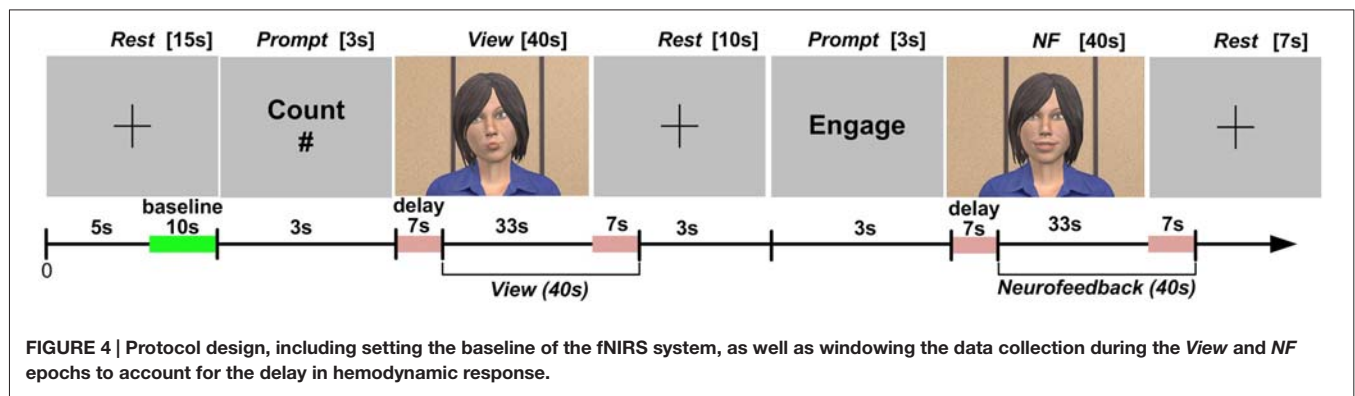 Rest [15s] Prompt [3s] View [40s] Rest [10s] Prompt [3s] NF [40s] Rest [7s]
Count
#
Engage
baseline delay delay
5s 10s 3s 7s 33s 7s 3s 3s 7s 33s 7s
0
View (40s) Neurofeedback (40s)
FIGURE 4 | Protocol design, including setting the baseline of the fNIRS system, as well as windowing the data collection during the View and NF
epochs to account for the delay in hemodynamic response.